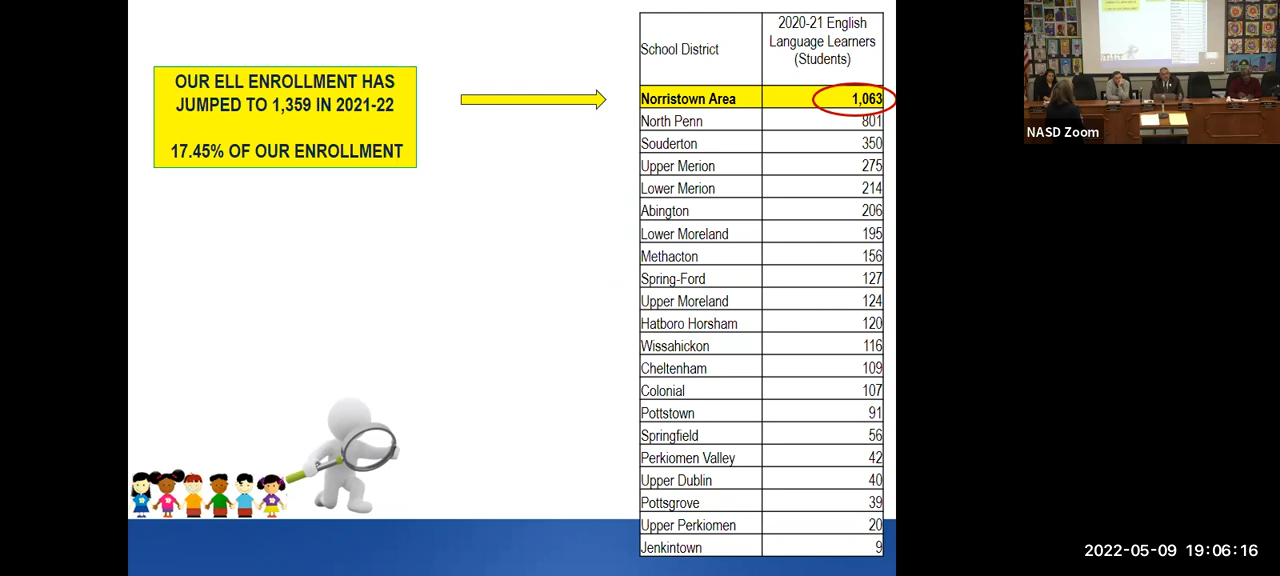 OUR ELL ENROLLMENT HAS
JUMPED TO 1,359 IN 2021-22
17.45% OF OUR ENROLLMENT
School District
2020-21 English
Language Learners
(Students)
Norristown Area 1,063
North Penn 801
Souderton 350
Upper Merion 275
Lower Merion 214
Abington 206
Lower Moreland 195
Methacton 156
Spring-Ford 127
Upper Moreland 124
Hatboro Horsham 120
Wissahickon 116
Cheltenham 109
Colonial 107
Pottstown 91
Springfield 56
Perkiomen Valley 42
Upper Dublin 40
Pottsgrove 39
Upper Perkiomen 20
Jenkintown 9
NASD Zoom
2022-05-09 19:06:16